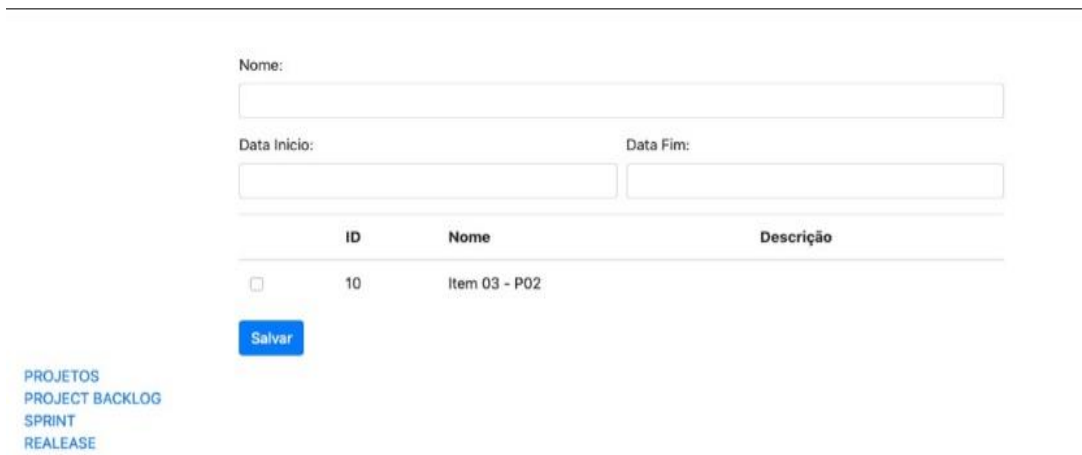 Nome:
Data Inicio: Data Fim:
ID Nome Descrição
10 Item 03 - P02
Salvar
PROJETOS
PROJECT BACKLOG
SPRINT
REALEASE